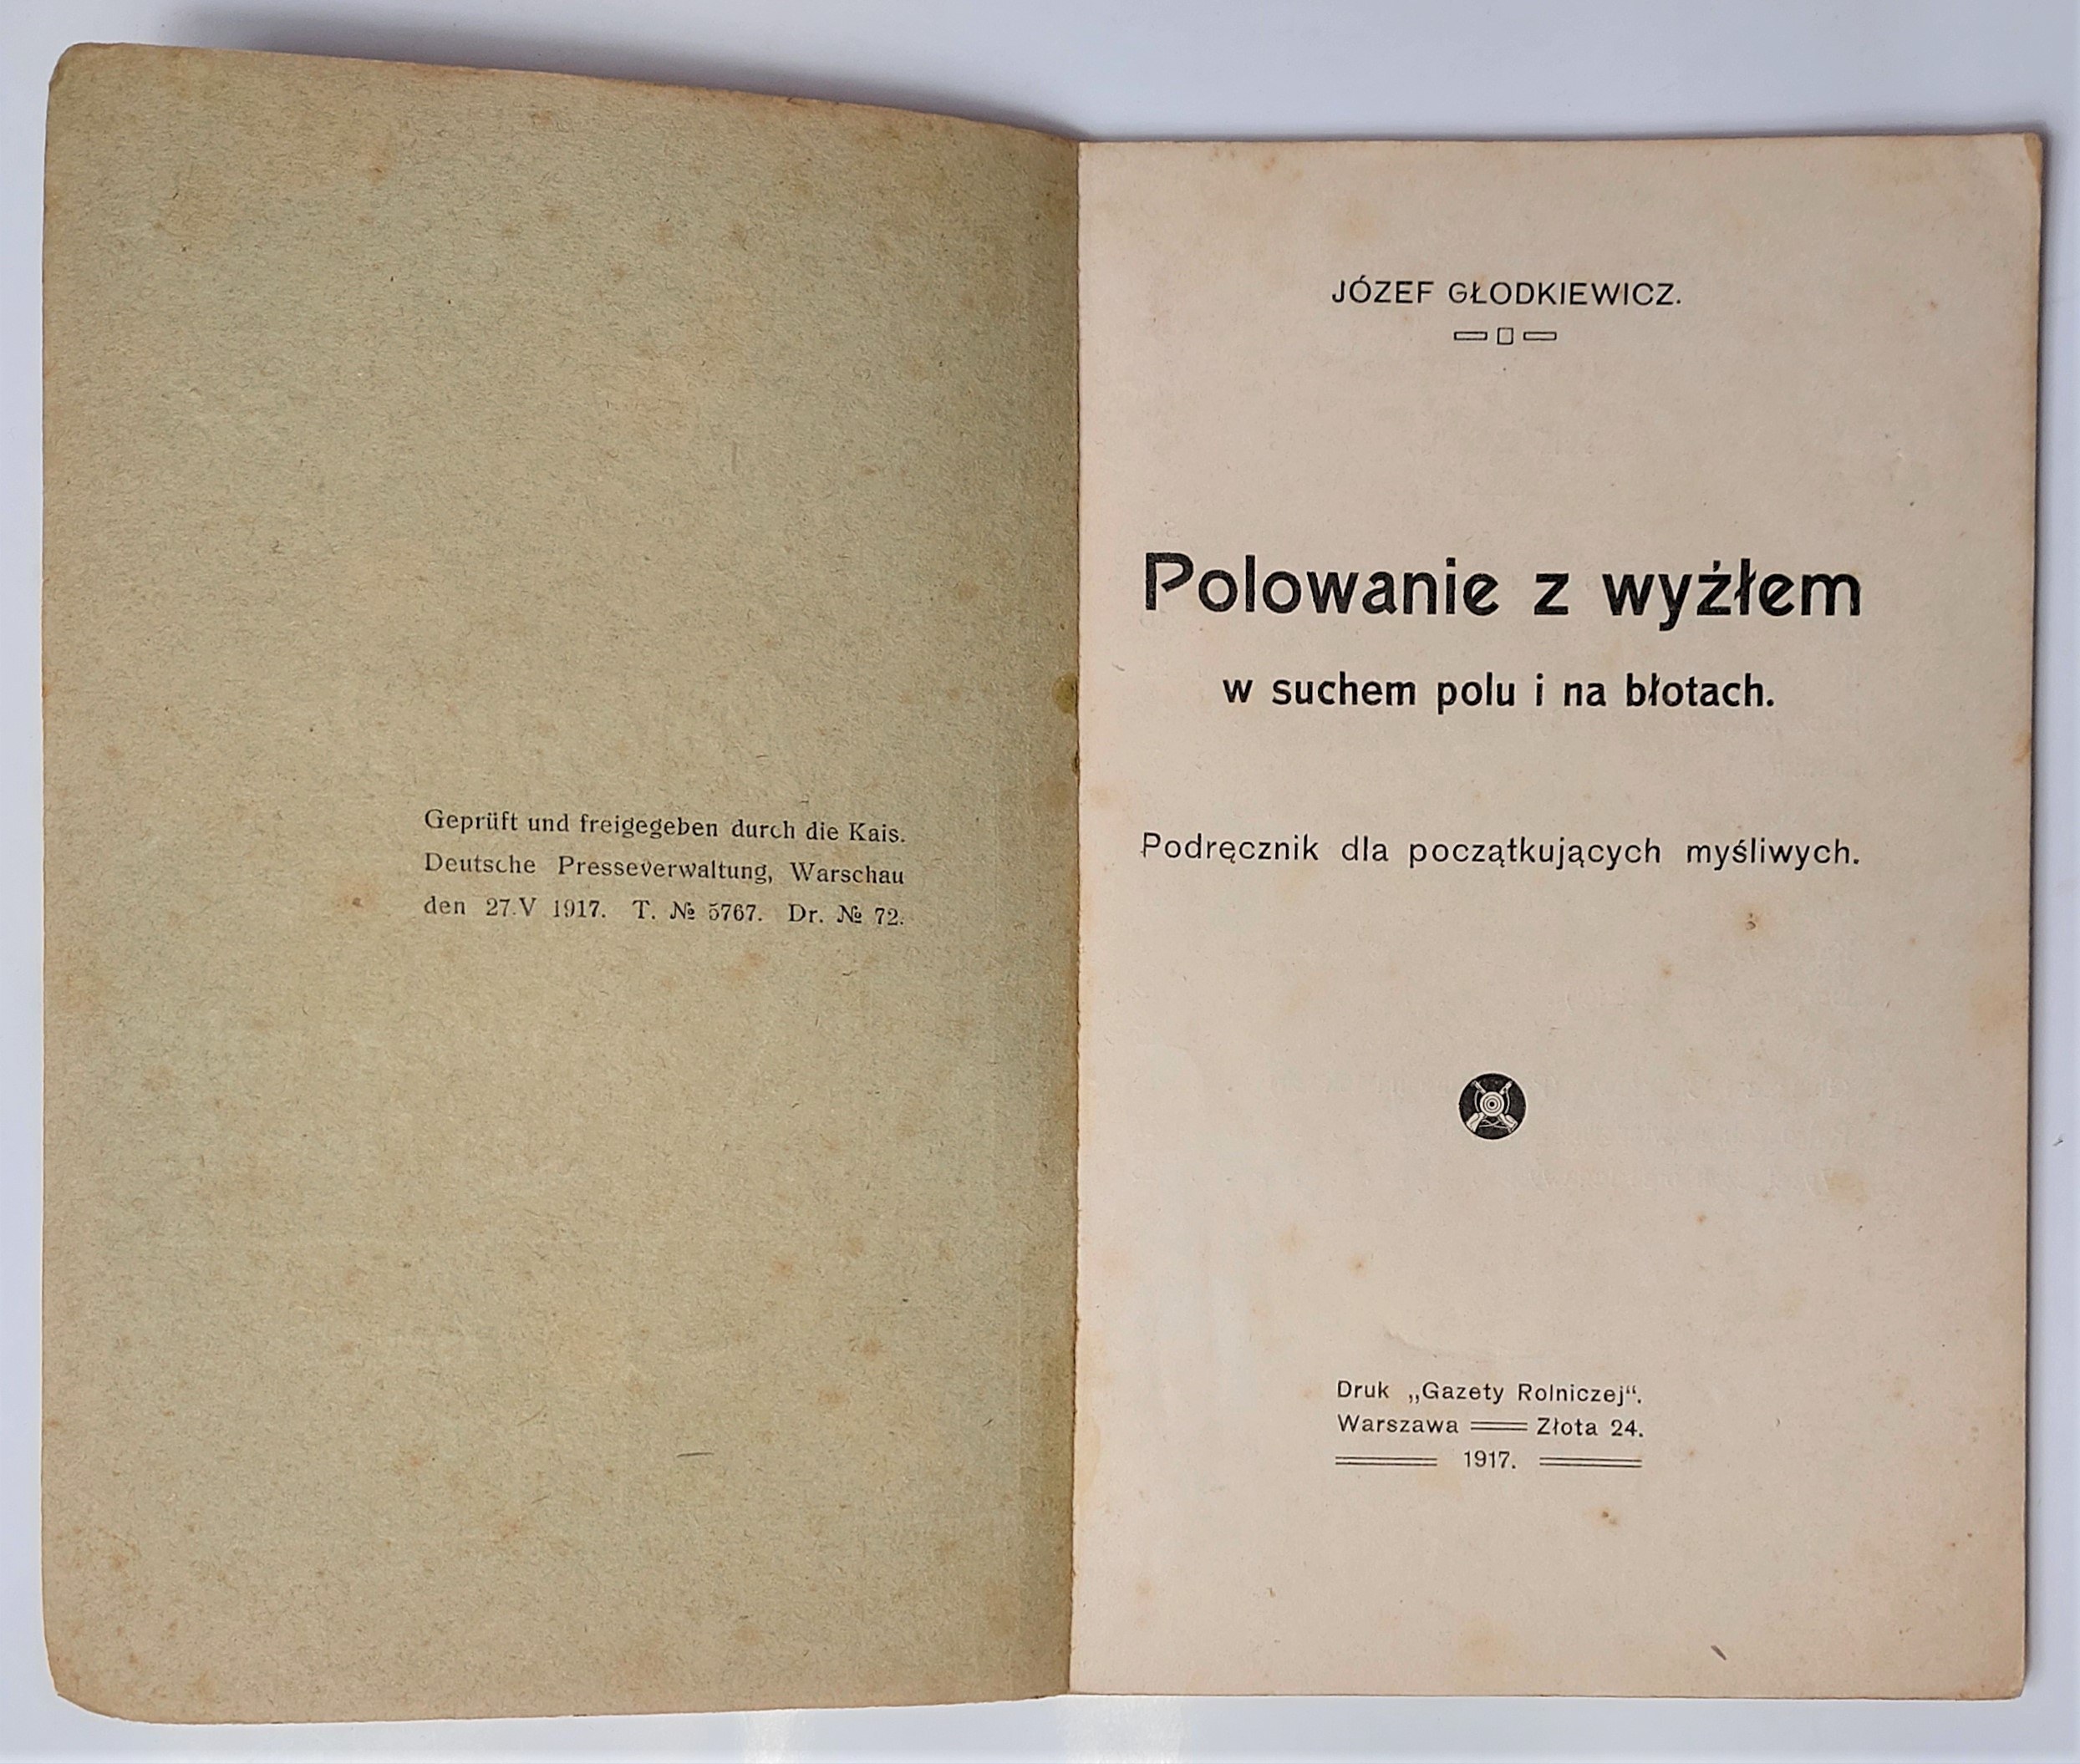 Geprüft und freigegeben durch die Kais.
Deutsche Presseverwaltung, Warschau
den 27.V 1917. T. № 5767. Dr. № 72.
JÓZEF GŁODKIEWICZ.
Polowanie z wyżłem
w suchem polu i na błotach.
Podręcznik dla początkujących myśliwych.
Druk „Gazety Rolniczej“.
Warszawa Złota 24.
1917.